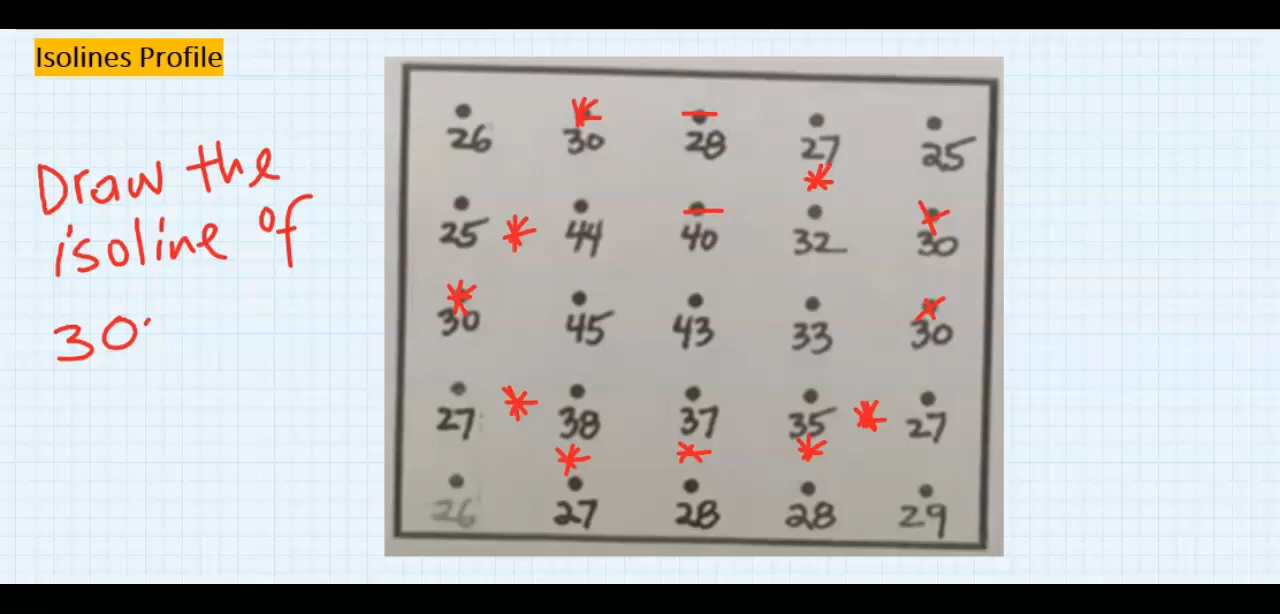 Isolines Profile
Draw the
isoline of
30
26 30 28 27 25
25 44 40 32 30
30 45 43 33 30
27 38 37 35 27
26 27 28 28 29